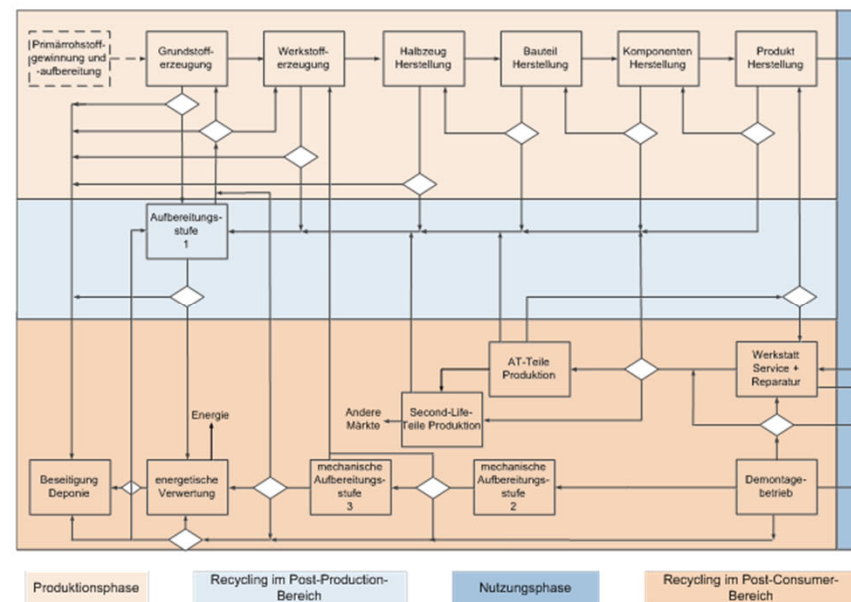 Primärrohstoff-
gewinnung und
-aufbereitung
Grundstoff-
erzeugung
Werkstoff-
erzeugung
Halbzeug
Herstellung
Bauteil
Herstellung
Komponenten
Herstellung
Produkt
Herstellung
Aufbereitungs-
stufe
1
AT-Teile
Produktion
Werkstatt
Service +
Reparatur
Energie
Andere
Märkte
Second-Life-
Teile Produktion
Beseitigung
Deponie
energetische
Verwertung
mechanische
Aufbereitungs-
stufe
3
mechanische
Aufbereitungs-
stufe
2
Demontage-
betrieb
Produktionsphase
Recycling im Post-Production-
Bereich
Nutzungsphase
Recycling im Post-Consumer-
Bereich